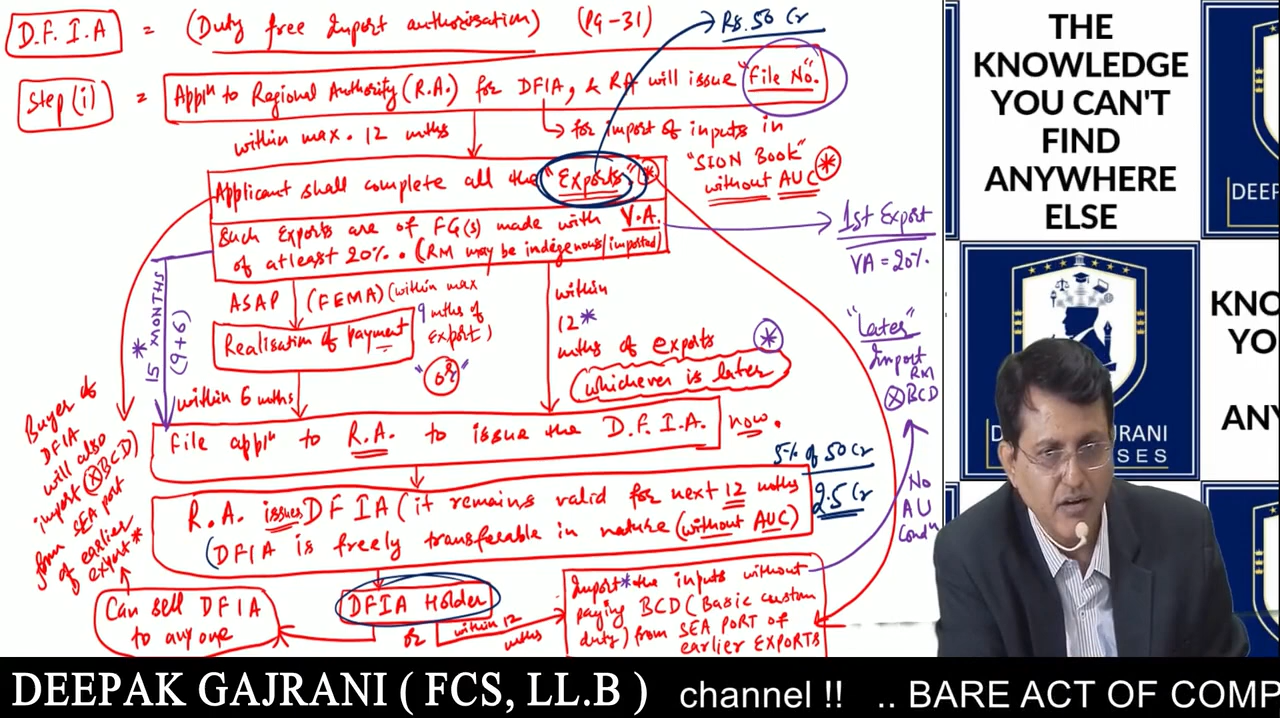 D.F.I.A = (Duty free Import authorisation) (Pg-31)
Rs. 50 Cr
Step (i) = Applⁿ to Regional Authority (R.A.) for DFIA, & RA will issue "File No."
within max. 12 mths
for import of inputs in
"SION Book"
without AUC *
Applicant shall complete all the "Exports" *
Such Exports are of FG(s) made with V.A.
of atleast 20%. (RM may be indigenous/imported)
1st Export
VA = 20%
ASAP (FEMA) (within max
9 mths of
export)
Realisation of payment
"or"
within 6 mths
within
12*
mths of exports *
whichever is later
15 MONTHS
*
(9+6)
"Later"
Import
RM
ⓧ BCD
File applⁿ to R.A. to issue the D.F.I.A. now.
5% of 50 Cr
2.5 Cr
R.A. issues DFIA (it remains valid for next 12 mths
(DFIA is freely transferable in nature (without AUC)
No
AU
Condⁿ
Buyer of
DFIA
will also
import (ⓧBCD)
from SEA port
of earlier
export *
Can sell DFIA
to any one
DFIA Holder
or within 12
mths
Import* the inputs without
paying BCD (Basic custom
duty) from SEA PORT of
earlier EXPORTS
THE
KNOWLEDGE
YOU CAN'T
FIND
ANYWHERE
ELSE
DEEP
KNO
YO
ANY
D
JRANI
SES
DEEPAK GAJRANI ( FCS, LL.B ) channel !! .. BARE ACT OF COMP